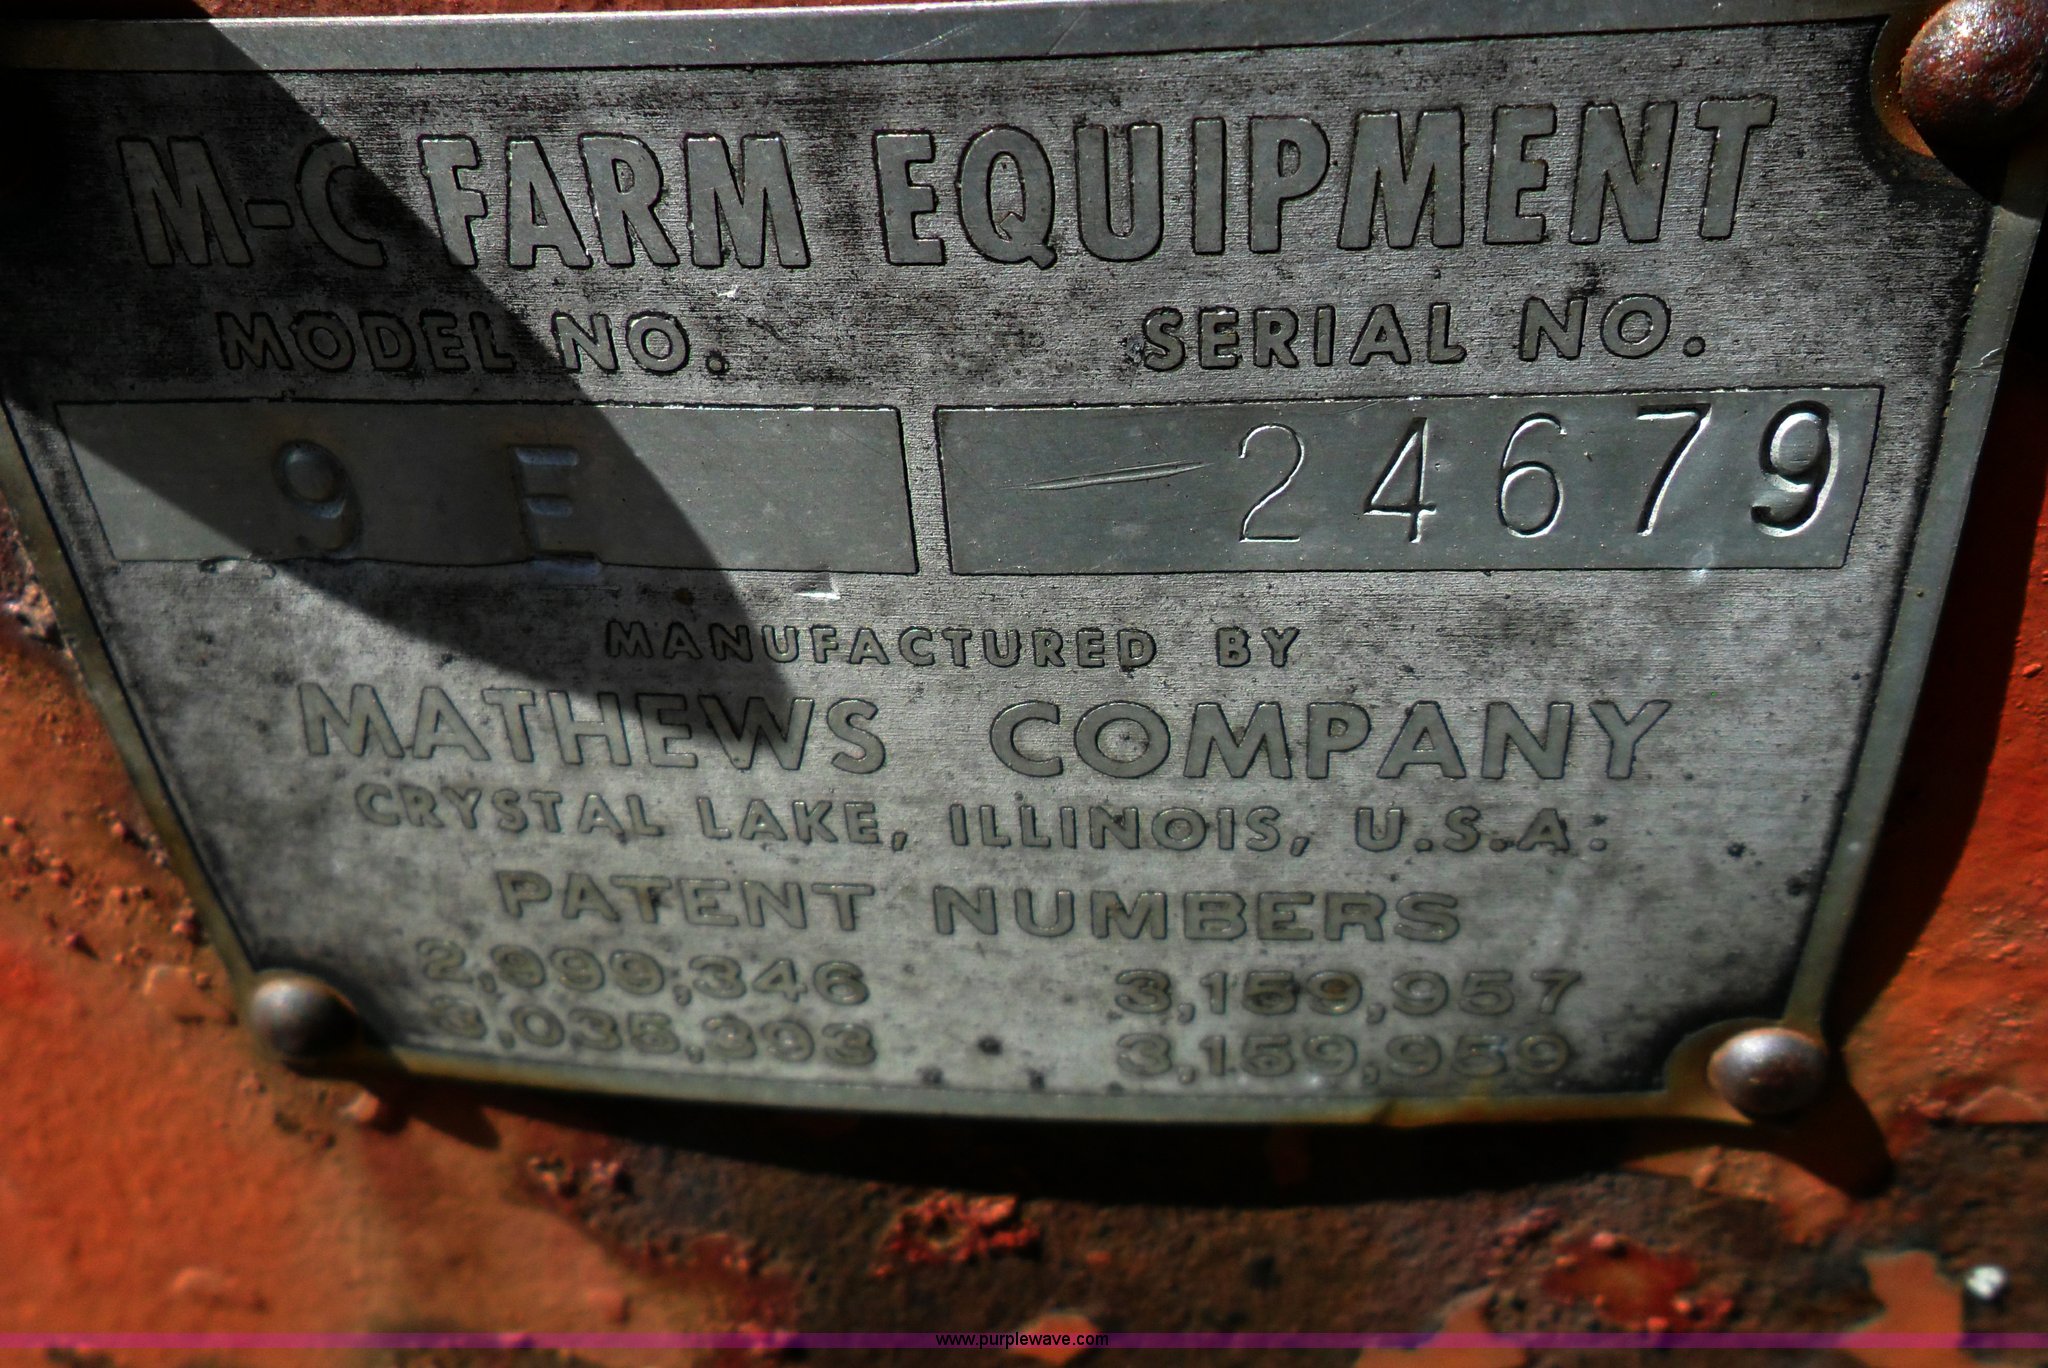 M-C FARM EQUIPMENT
MODEL NO. SERIAL NO.
9 E 24679
MANUFACTURED BY
MATHEWS COMPANY
CRYSTAL LAKE, ILLINOIS, U.S.A.
PATENT NUMBERS
2,999,346 3,159,957
3,035,393 3,159,959
www.purplewave.com